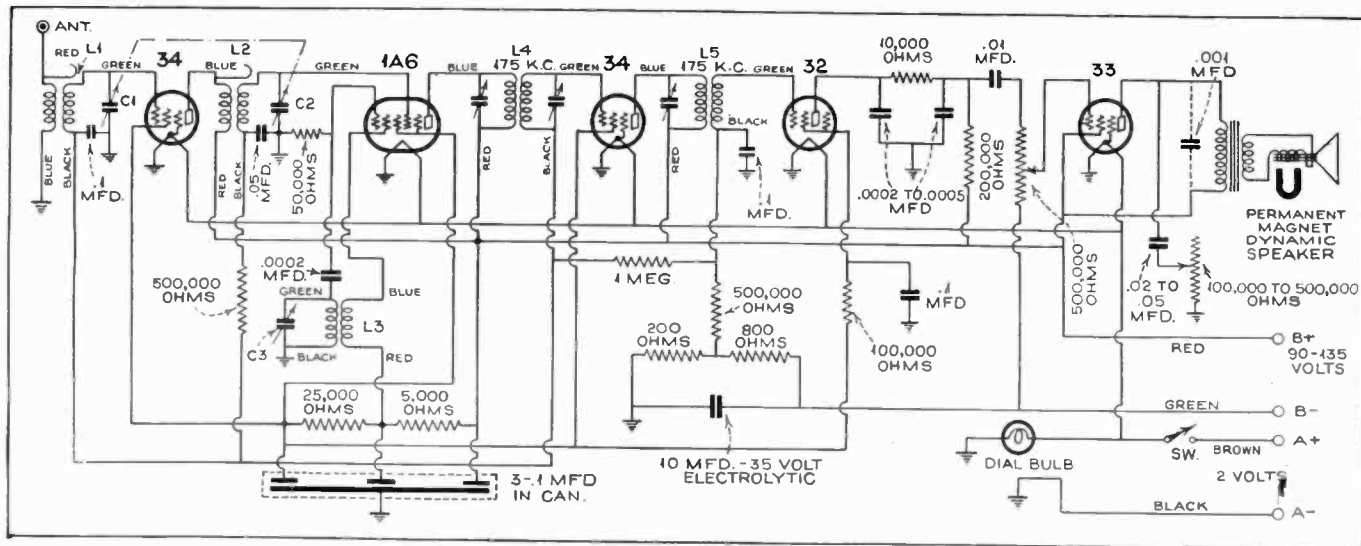 ANT.
RED
L1
GREEN
34
BLUE
L2
GREEN
1A6
BLUE
L4
175 K.C.
GREEN
34
BLUE
L5
175 K.C.
GREEN
32
10,000
OHMS
.01
MFD.
33
.001
MFD
C1
C2
BLUE
BLACK
.1
MFD.
RED
BLACK
.05
MFD.
50,000
OHMS
RED
BLACK
RED
BLACK
.1
MFD.
.0002 TO .0005
MFD
200,000
OHMS
500,000
OHMS
PERMANENT
MAGNET
DYNAMIC
SPEAKER
500,000
OHMS
.0002
MFD.
GREEN
BLUE
C3
L3
BLACK
RED
1 MEG.
500,000
OHMS
.1
MFD
200
OHMS
800
OHMS
100,000
OHMS
.02 TO
.05
MFD.
100,000 TO 500,000
OHMS
RED
B+
90-135
VOLTS
25,000
OHMS
5,000
OHMS
GREEN
B-
10 MFD.-35 VOLT
ELECTROLYTIC
DIAL BULB
SW.
BROWN
A+
2 VOLTS
3-.1 MFD
IN CAN.
BLACK
A-